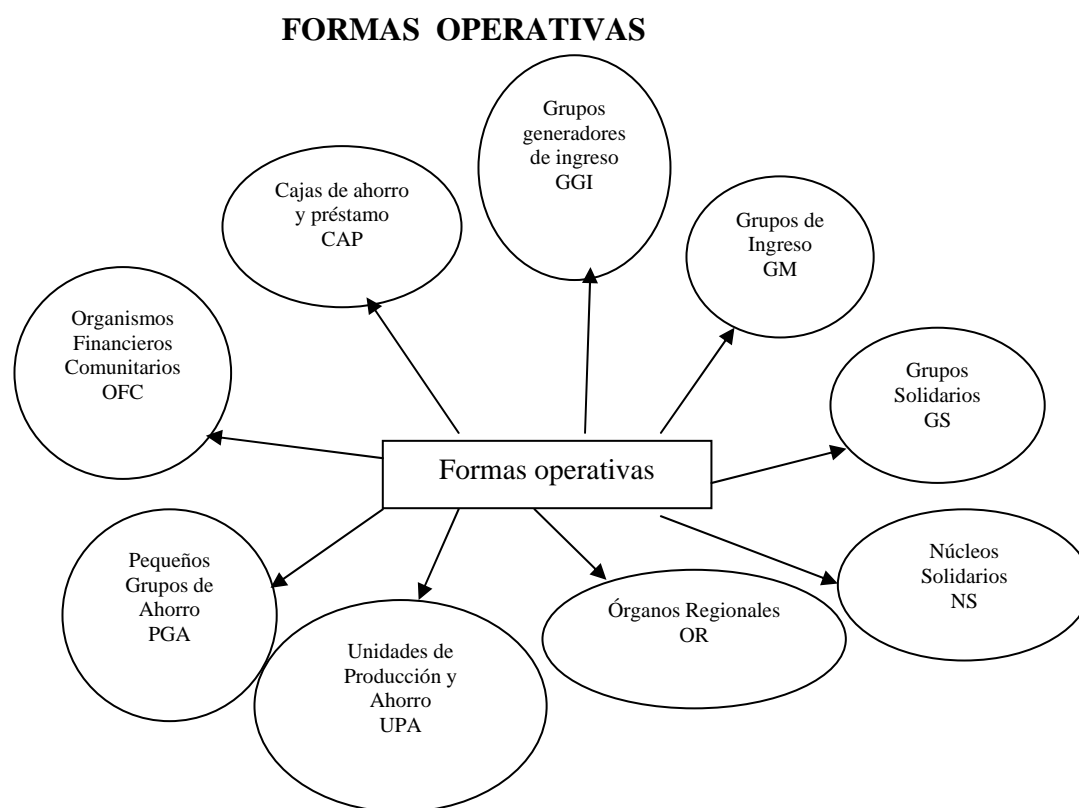 FORMAS OPERATIVAS
Grupos
generadores
de ingreso
GGI
Cajas de ahorro
y préstamo
CAP
Grupos de
Ingreso
GM
Organismos
Financieros
Comunitarios
OFC
Grupos
Solidarios
GS
Formas operativas
Pequeños
Grupos de
Ahorro
PGA
Núcleos
Solidarios
NS
Órganos Regionales
OR
Unidades de
Producción y
Ahorro
UPA